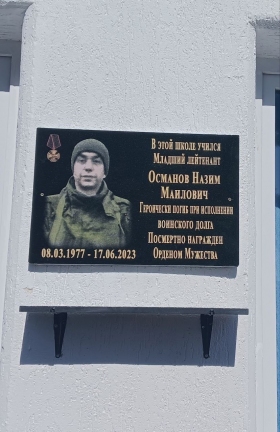 В этой школе учился
Младший лейтенант
Османов Назим
Маилович
Героически погиб при исполнении
воинского долга
Посмертно награжден
Орденом Мужества
08.03.1977 - 17.06.2023